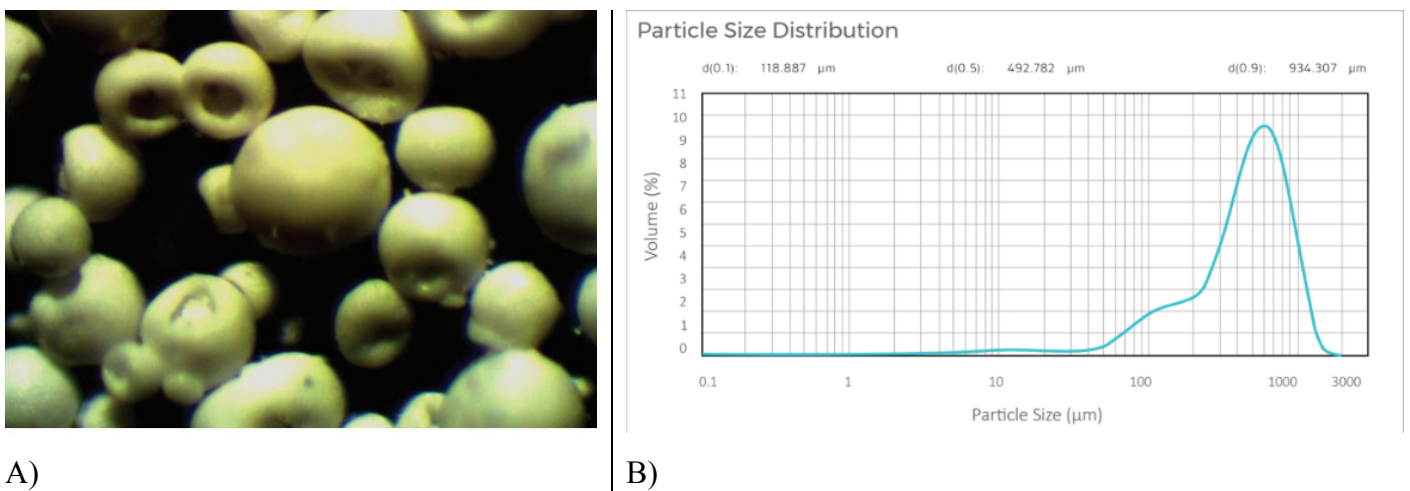 Particle Size Distribution
d(0.1): 118.887 μm d(0.5): 492.782 μm d(0.9): 934.307 μm
11
10
9
8
7
6
5
4
3
2
1
0
Volume (%)
0.1 1 10 100 1000 3000
Particle Size (μm)
A) B)